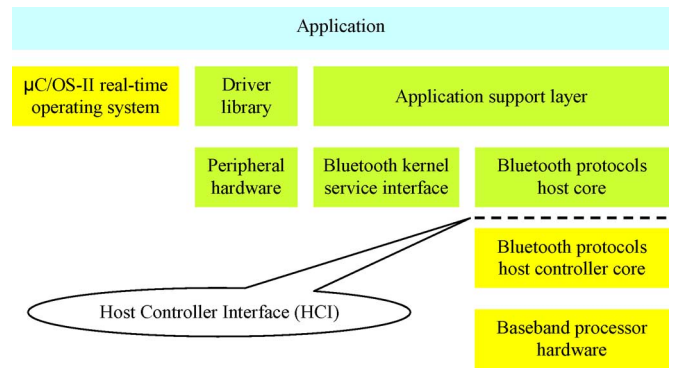 Application
µC/OS-II real-time
operating system
Driver
library
Application support layer
Peripheral
hardware
Bluetooth kernel
service interface
Bluetooth protocols
host core
Bluetooth protocols
host controller core
Host Controller Interface (HCI)
Baseband processor
hardware